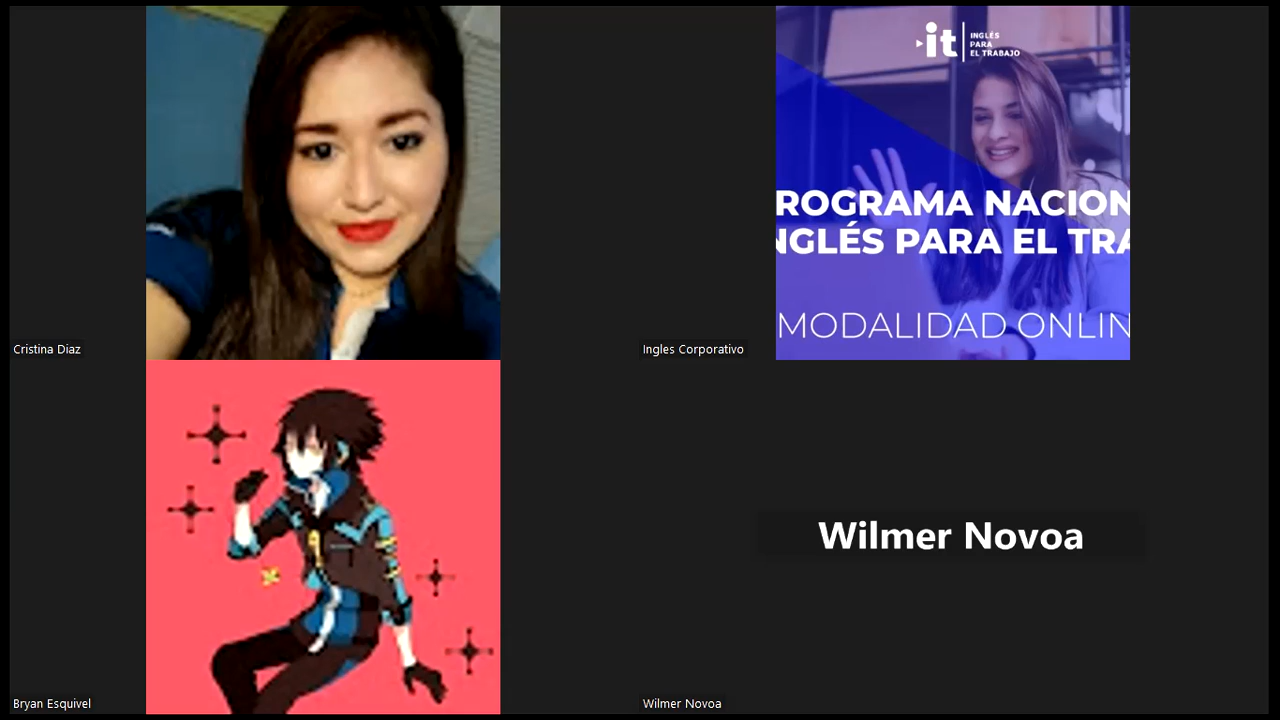 it
INGLÉS
PARA
EL TRABAJO
ROGRAMA NACION
NGLÉS PARA EL TRA
MODALIDAD ONLIN
Cristina Diaz
Ingles Corporativo
Wilmer Novoa
Bryan Esquivel
Wilmer Novoa